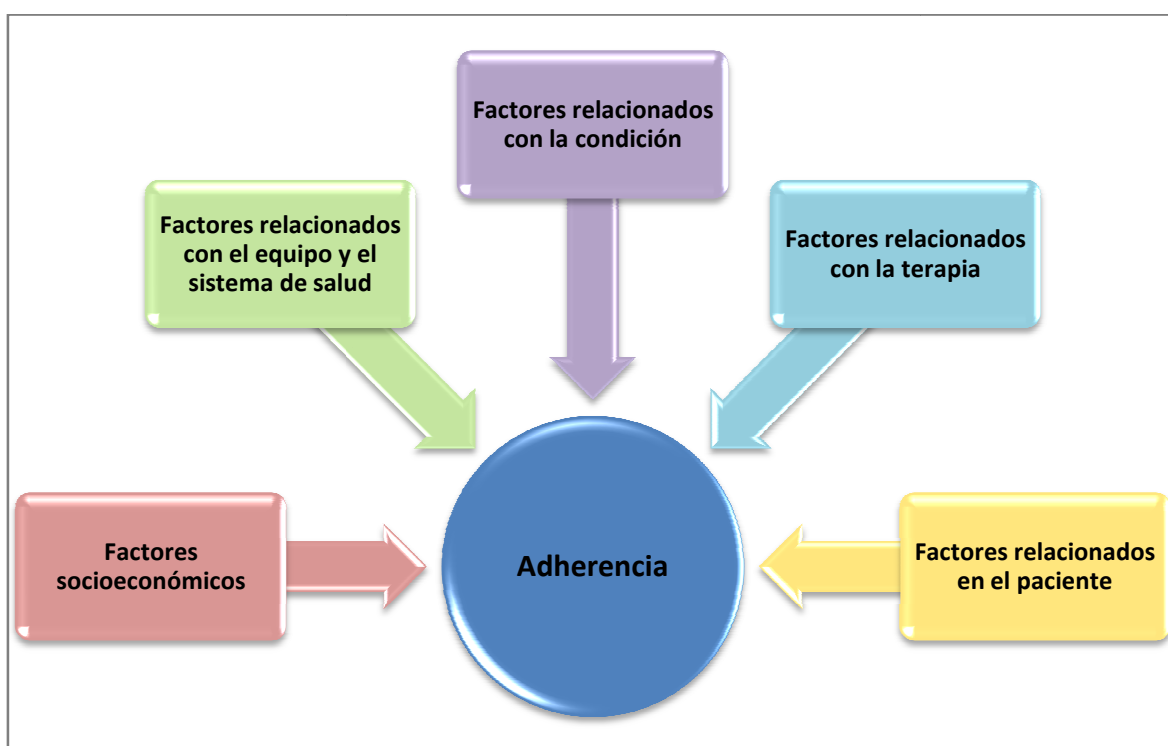 Factores relacionados
con la condición
Factores relacionados
con el equipo y el
sistema de salud
Factores relacionados
con la terapia
Factores
socioeconómicos
Adherencia
Factores relacionados
en el paciente